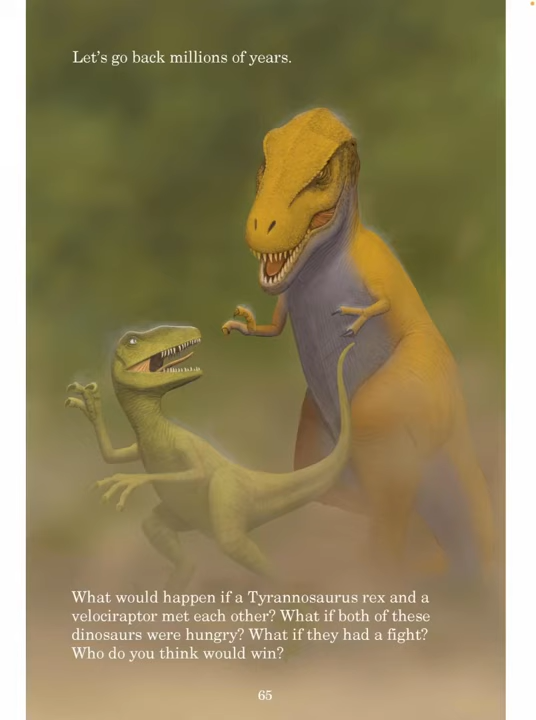 Let's go back millions of years.
What would happen if a Tyrannosaurus rex and a
velociraptor met each other? What if both of these
dinosaurs were hungry? What if they had a fight?
Who do you think would win?
65